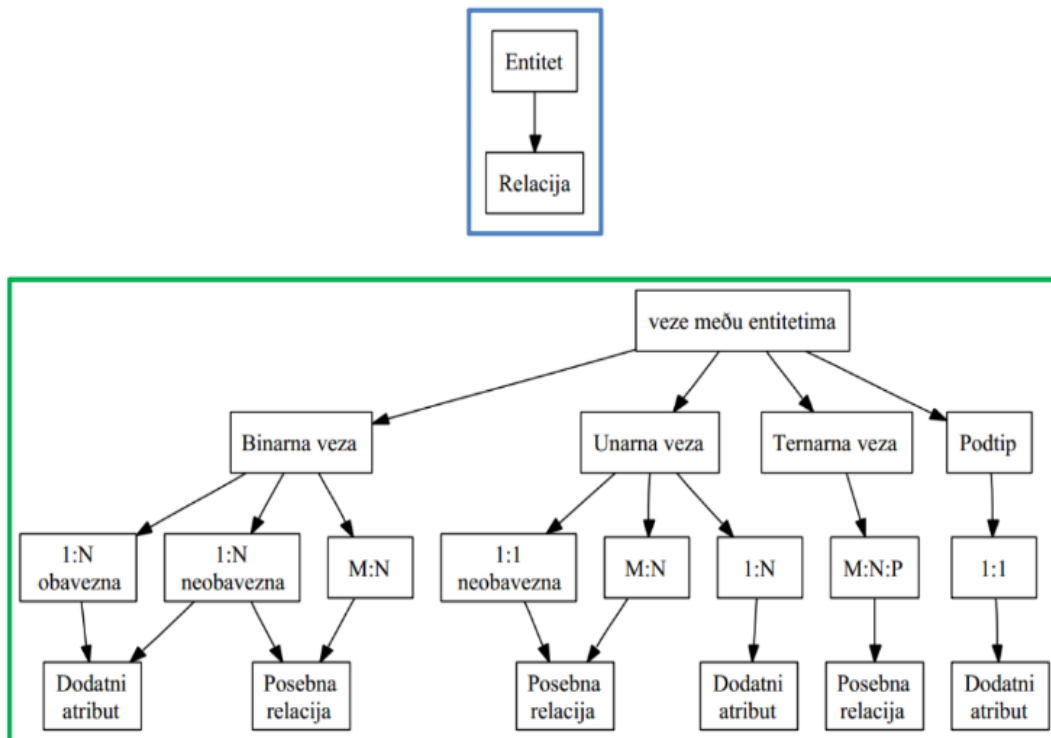 Entitet
Relacija
veze meðu entitetima
Binarna veza
Unarna veza
Ternarna veza
Podtip
1:N
obavezna
1:N
neobavezna
M:N
1:1
neobavezna
M:N
1:N
M:N:P
1:1
Dodatni
atribut
Posebna
relacija
Posebna
relacija
Dodatni
atribut
Posebna
relacija
Dodatni
atribut